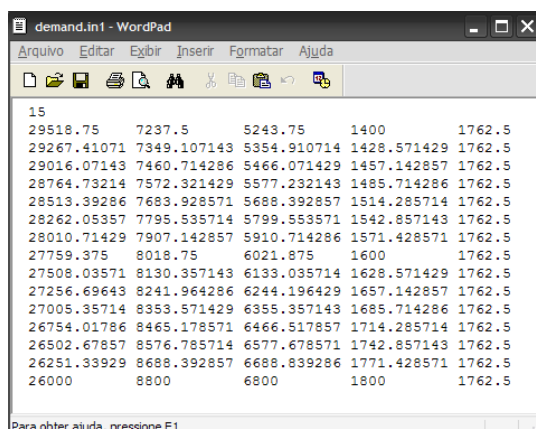 demand.in1 - WordPad
Arquivo Editar Exibir Inserir Formatar Ajuda
15
29518.75 7237.5 5243.75 1400 1762.5
29267.41071 7349.107143 5354.910714 1428.571429 1762.5
29016.07143 7460.714286 5466.071429 1457.142857 1762.5
28764.73214 7572.321429 5577.232143 1485.714286 1762.5
28513.39286 7683.928571 5688.392857 1514.285714 1762.5
28262.05357 7795.535714 5799.553571 1542.857143 1762.5
28010.71429 7907.142857 5910.714286 1571.428571 1762.5
27759.375 8018.75 6021.875 1600 1762.5
27508.03571 8130.357143 6133.035714 1628.571429 1762.5
27256.69643 8241.964286 6244.196429 1657.142857 1762.5
27005.35714 8353.571429 6355.357143 1685.714286 1762.5
26754.01786 8465.178571 6466.517857 1714.285714 1762.5
26502.67857 8576.785714 6577.678571 1742.857143 1762.5
26251.33929 8688.392857 6688.839286 1771.428571 1762.5
26000 8800 6800 1800 1762.5
Para obter ajuda, pressione F1